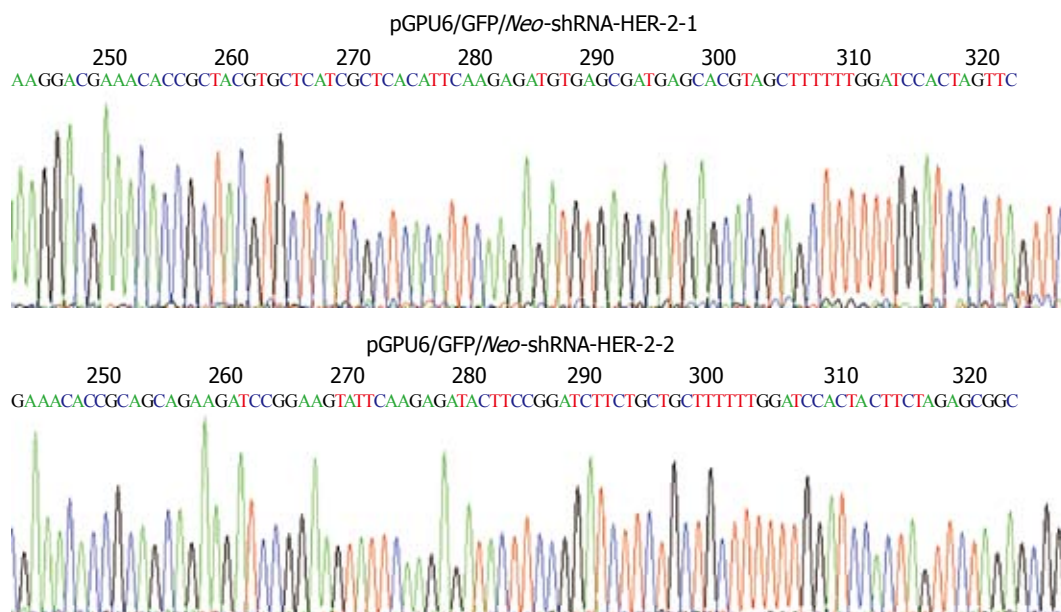 pGPU6/GFP/Neo-shRNA-HER-2-1
250 260 270 280 290 300 310 320
AAGGACGAAACACCGCTACGTGCTCATCGCTCACATTCAAGAGATGTGAGCGATGAGCACGTAGCTTTTTTGGATCCACTAGTTC
pGPU6/GFP/Neo-shRNA-HER-2-2
250 260 270 280 290 300 310 320
GAAACACCGCAGCAGAAGATCCGGAAGTATTCAAGAGATACTTCCGGATCTTCTGCTGCTTTTTTGGATCCACTACTTCTAGAGCGGC